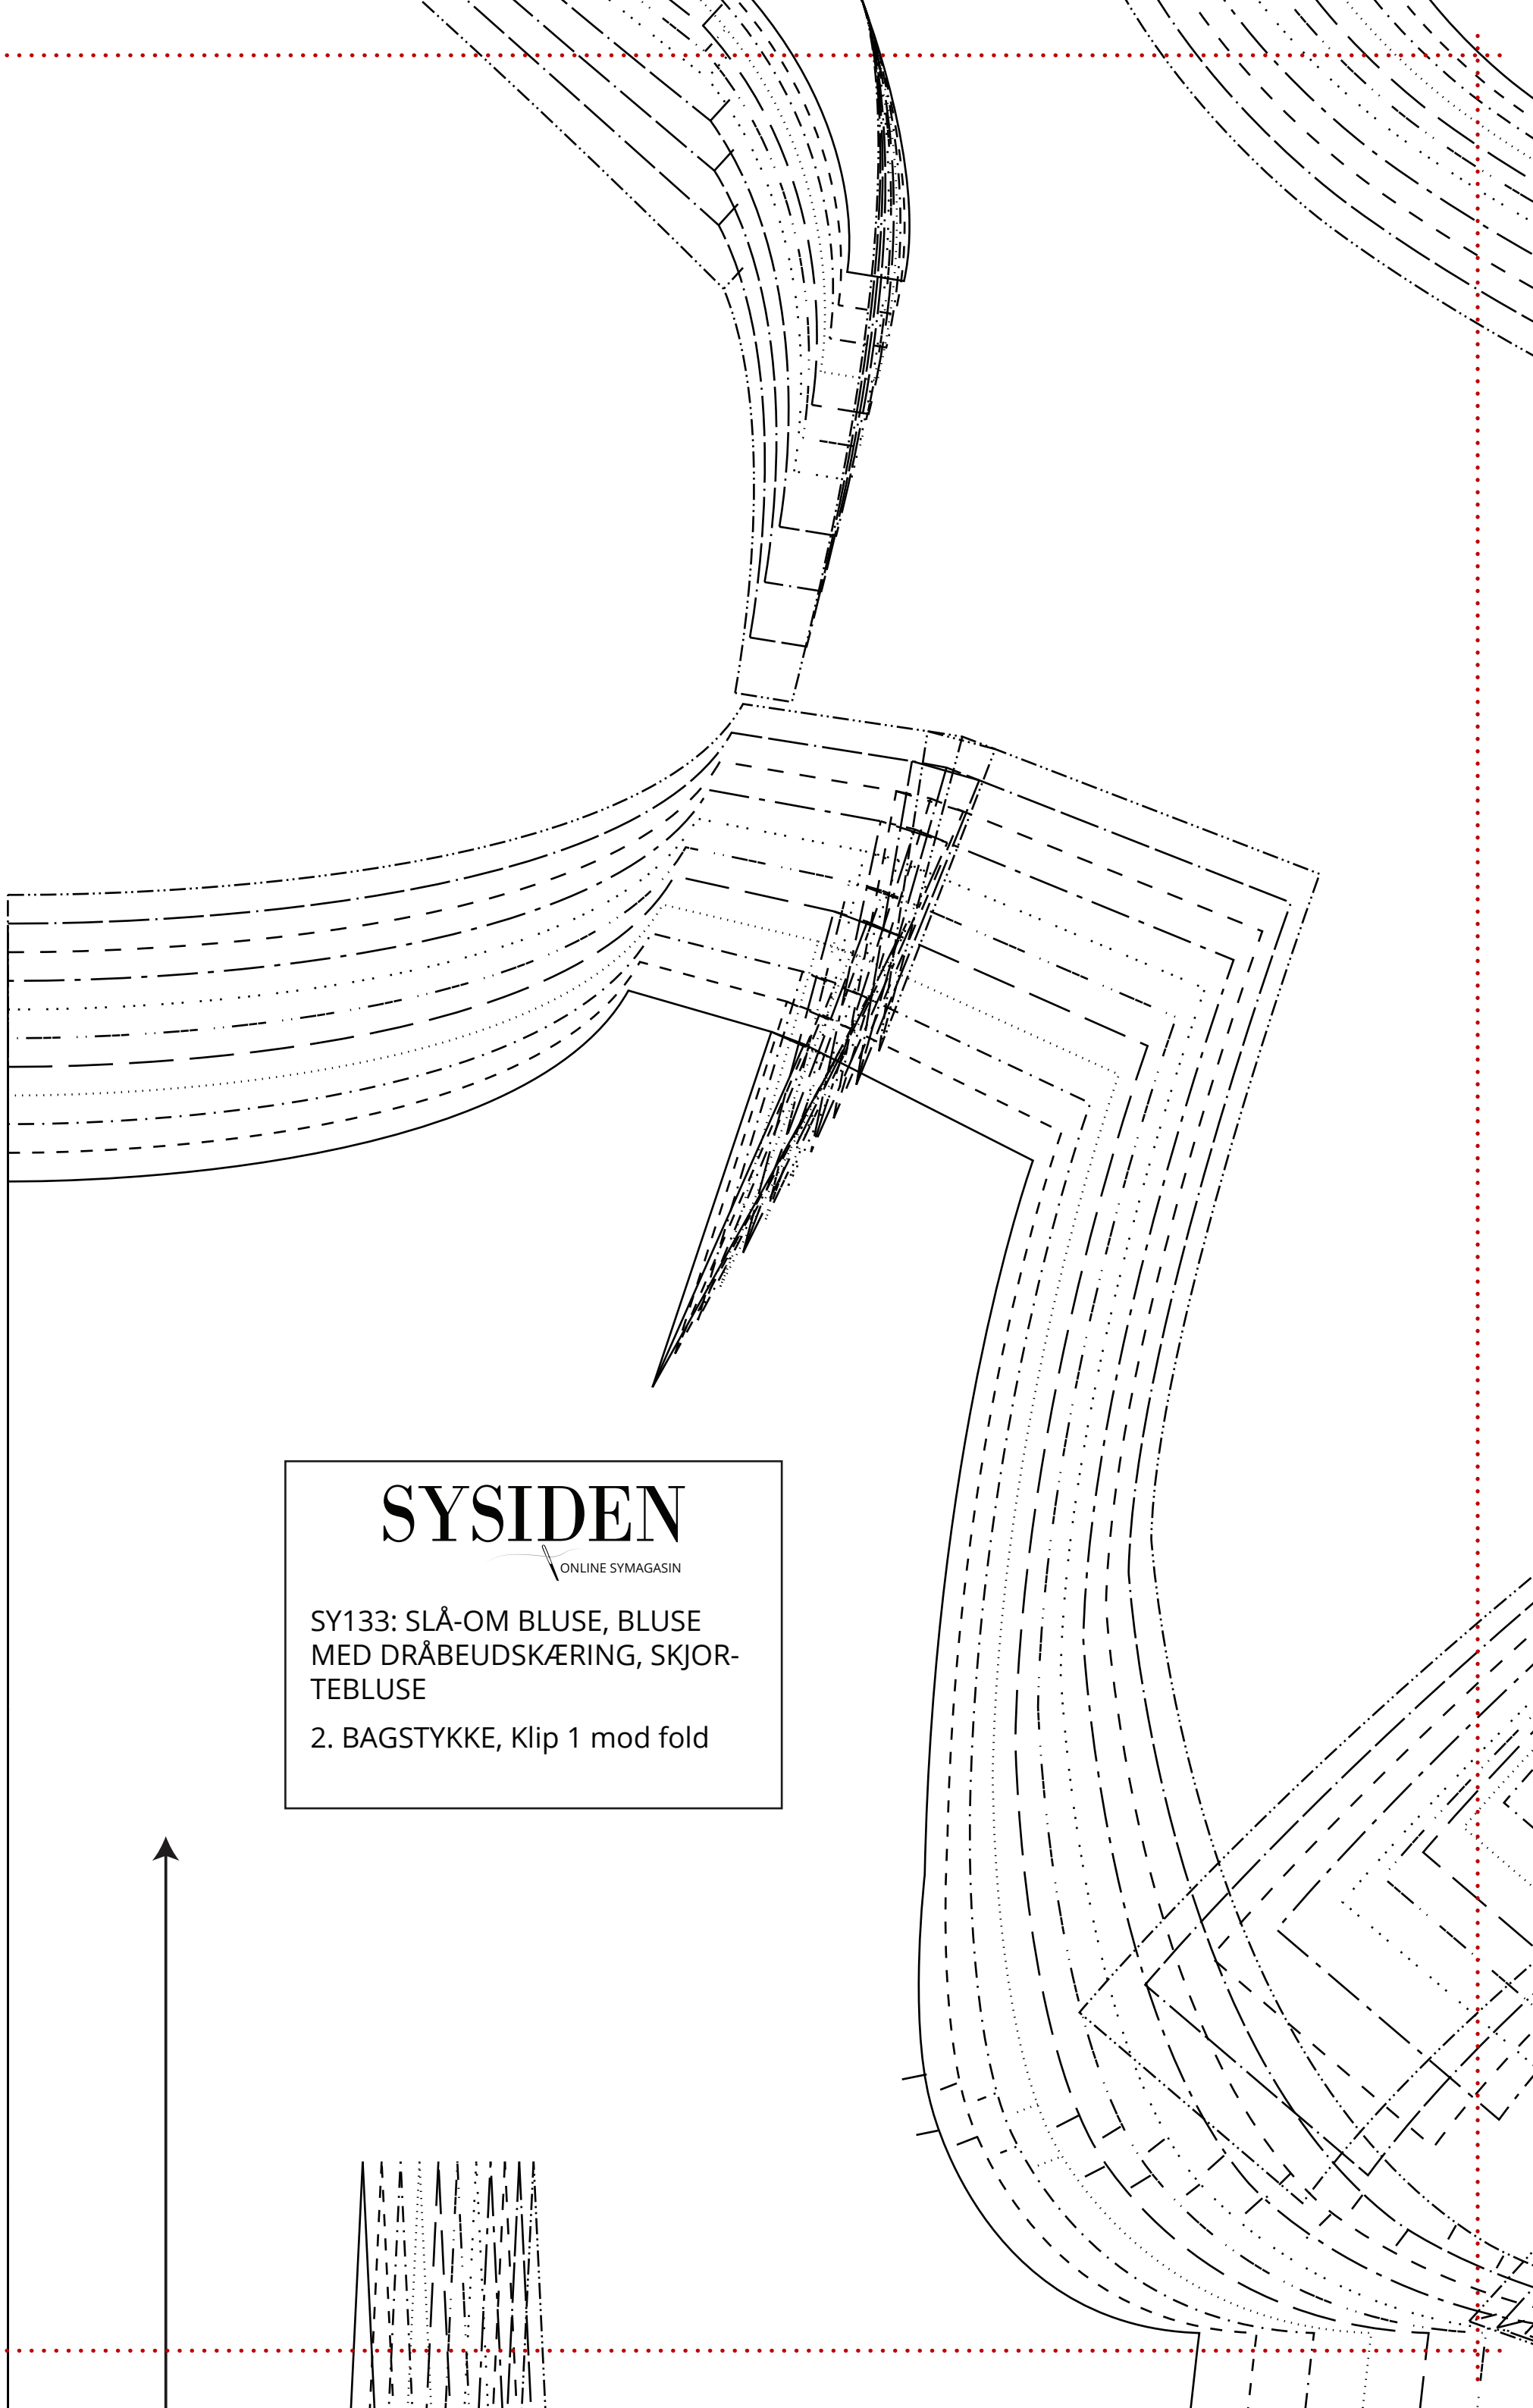 SYSIDEN
ONLINE SYMAGASIN
SY133: SLÅ-OM BLUSE, BLUSE
MED DRÅBEUDSKÆRING, SKJOR-
TEBLUSE
2. BAGSTYKKE, Klip 1 mod fold